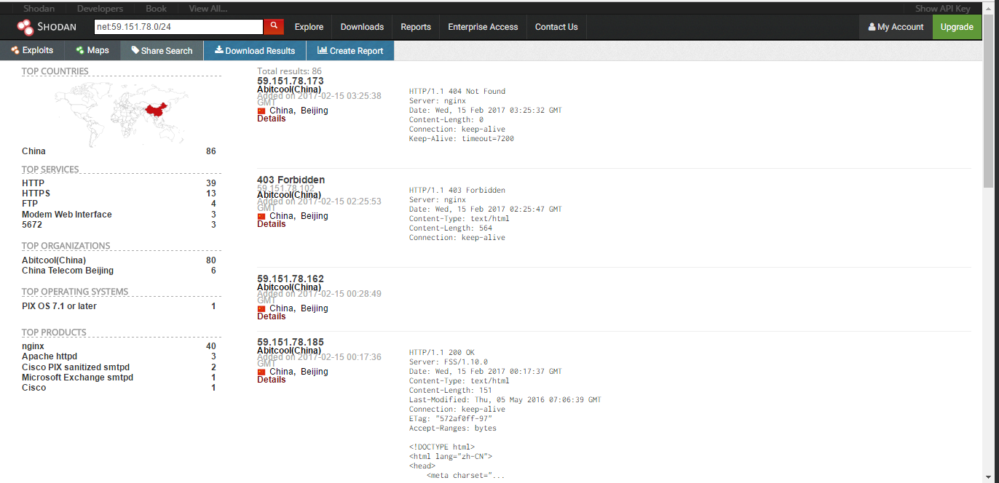 Shodan Developers Book View All... Show API Key
SHODAN net:59.151.78.0/24 Explore Downloads Reports Enterprise Access Contact Us My Account Upgrade
Exploits Maps Share Search Download Results Create Report
TOP COUNTRIES
China 86
TOP SERVICES
HTTP 39
HTTPS 13
FTP 4
Modem Web Interface 3
5672 3
TOP ORGANIZATIONS
Abitcool(China) 80
China Telecom Beijing 6
TOP OPERATING SYSTEMS
PIX OS 7.1 or later 1
TOP PRODUCTS
nginx 40
Apache httpd 3
Cisco PIX sanitized smtpd 2
Microsoft Exchange smtpd 1
Cisco 1
Total results: 86
59.151.78.173
Abitcool(China)
Added on 2017-02-15 03:25:38
GMT
China, Beijing
Details
HTTP/1.1 404 Not Found
Server: nginx
Date: Wed, 15 Feb 2017 03:25:32 GMT
Content-Length: 0
Connection: keep-alive
Keep-Alive: timeout=7200
403 Forbidden
59.151.78.102
Abitcool(China)
Added on 2017-02-15 02:25:53
GMT
China, Beijing
Details
HTTP/1.1 403 Forbidden
Server: nginx
Date: Wed, 15 Feb 2017 02:25:47 GMT
Content-Type: text/html
Content-Length: 564
Connection: keep-alive
59.151.78.162
Abitcool(China)
Added on 2017-02-15 00:28:49
GMT
China, Beijing
Details
59.151.78.185
Abitcool(China)
Added on 2017-02-15 00:17:36
GMT
China, Beijing
Details
HTTP/1.1 200 OK
Server: FSS/1.10.0
Date: Wed, 15 Feb 2017 00:17:37 GMT
Content-Type: text/html
Content-Length: 151
Last-Modified: Thu, 05 May 2016 07:06:39 GMT
Connection: keep-alive
ETag: "572af0ff-97"
Accept-Ranges: bytes
<!DOCTYPE html>
<html lang="zh-CN">
<head>
<meta charset="...